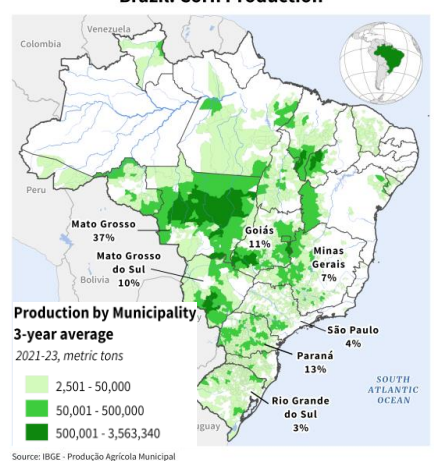 Brazil: Corn Production
Venezuela
Colombia
Peru
Mato Grosso
37%
Goiás
11%
Minas
Gerais
7%
Mato Grosso
do Sul
10%
Bolivia
Production by Municipality
3-year average
2021-23, metric tons
2,501 - 50,000
50,001 - 500,000
500,001 - 3,563,340
São Paulo
4%
Paraná
13%
SOUTH
ATLANTIC
OCEAN
Rio Grande
do Sul
3%
uguay
Source: IBGE - Produção Agrícola Municipal